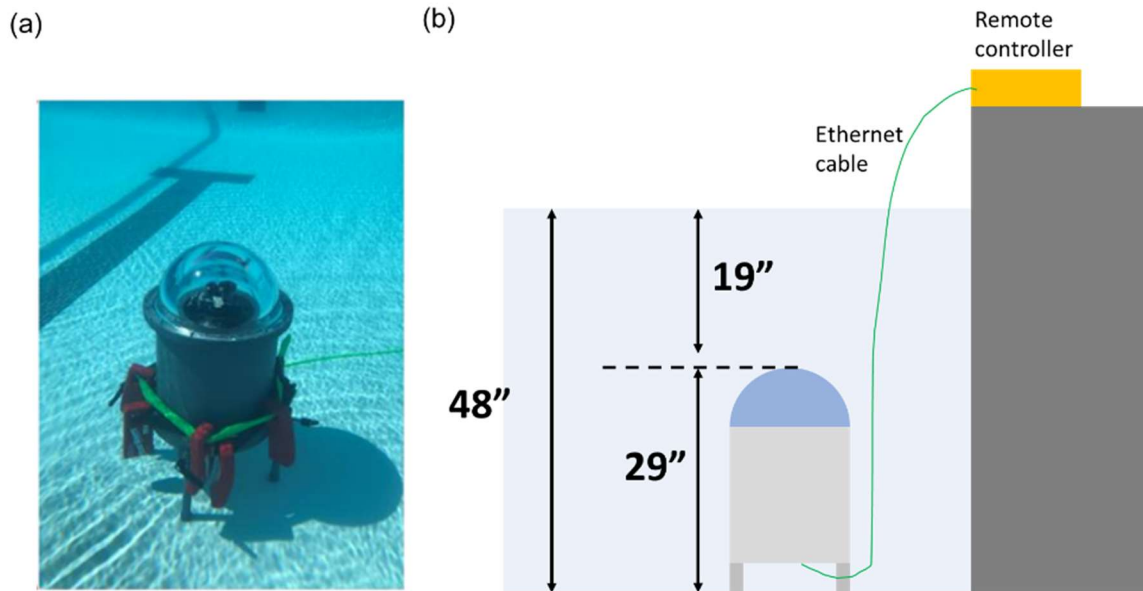 (a)
(b)
Remote
controller
Ethernet
cable
19”
48”
29”